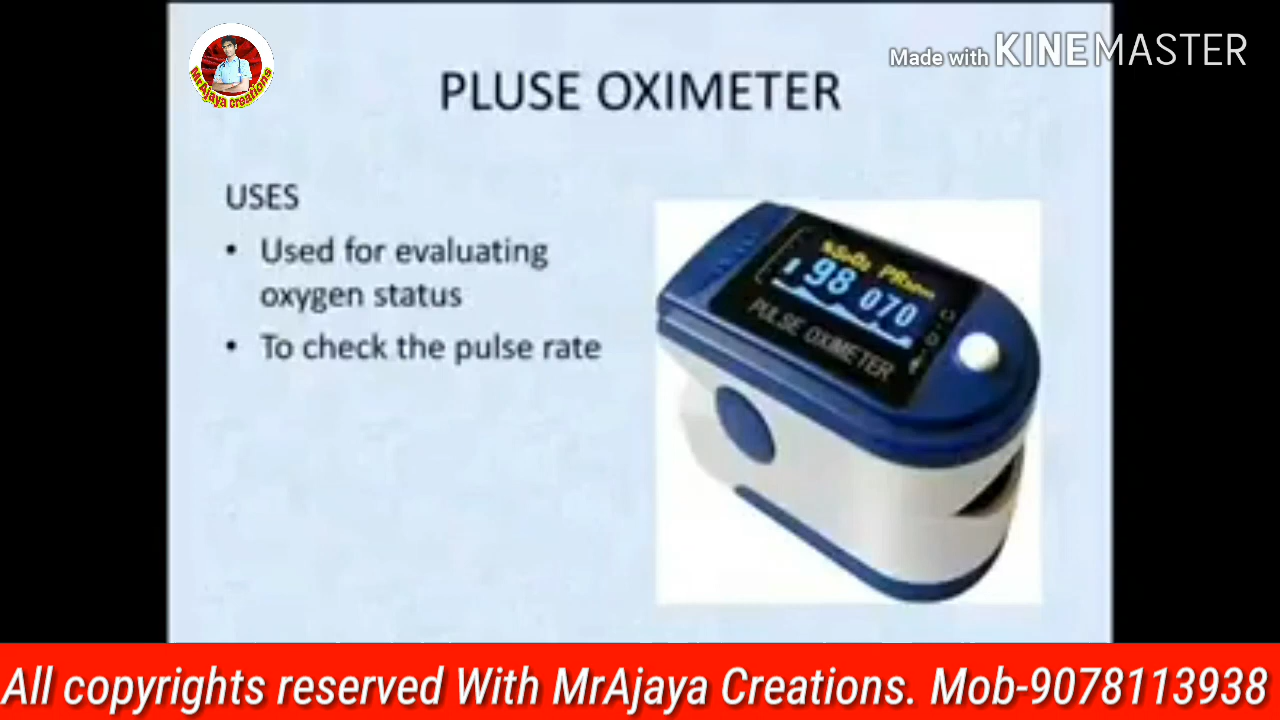 MrAjaya creations
Made with KINEMASTER
PLUSE OXIMETER
USES
• Used for evaluating
oxygen status
• To check the pulse rate
%SpO₂ PRbpm
98 070
PULSE OXIMETER
All copyrights reserved With MrAjaya Creations. Mob-9078113938